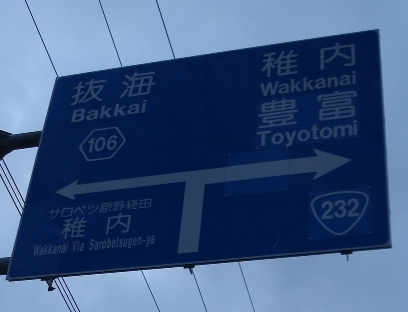 抜海
Bakkai
106
サロベツ原野経由
稚内
Wakkanai Via Sarobetsugen-ya
稚内
Wakkanai
豊富
Toyotomi
232